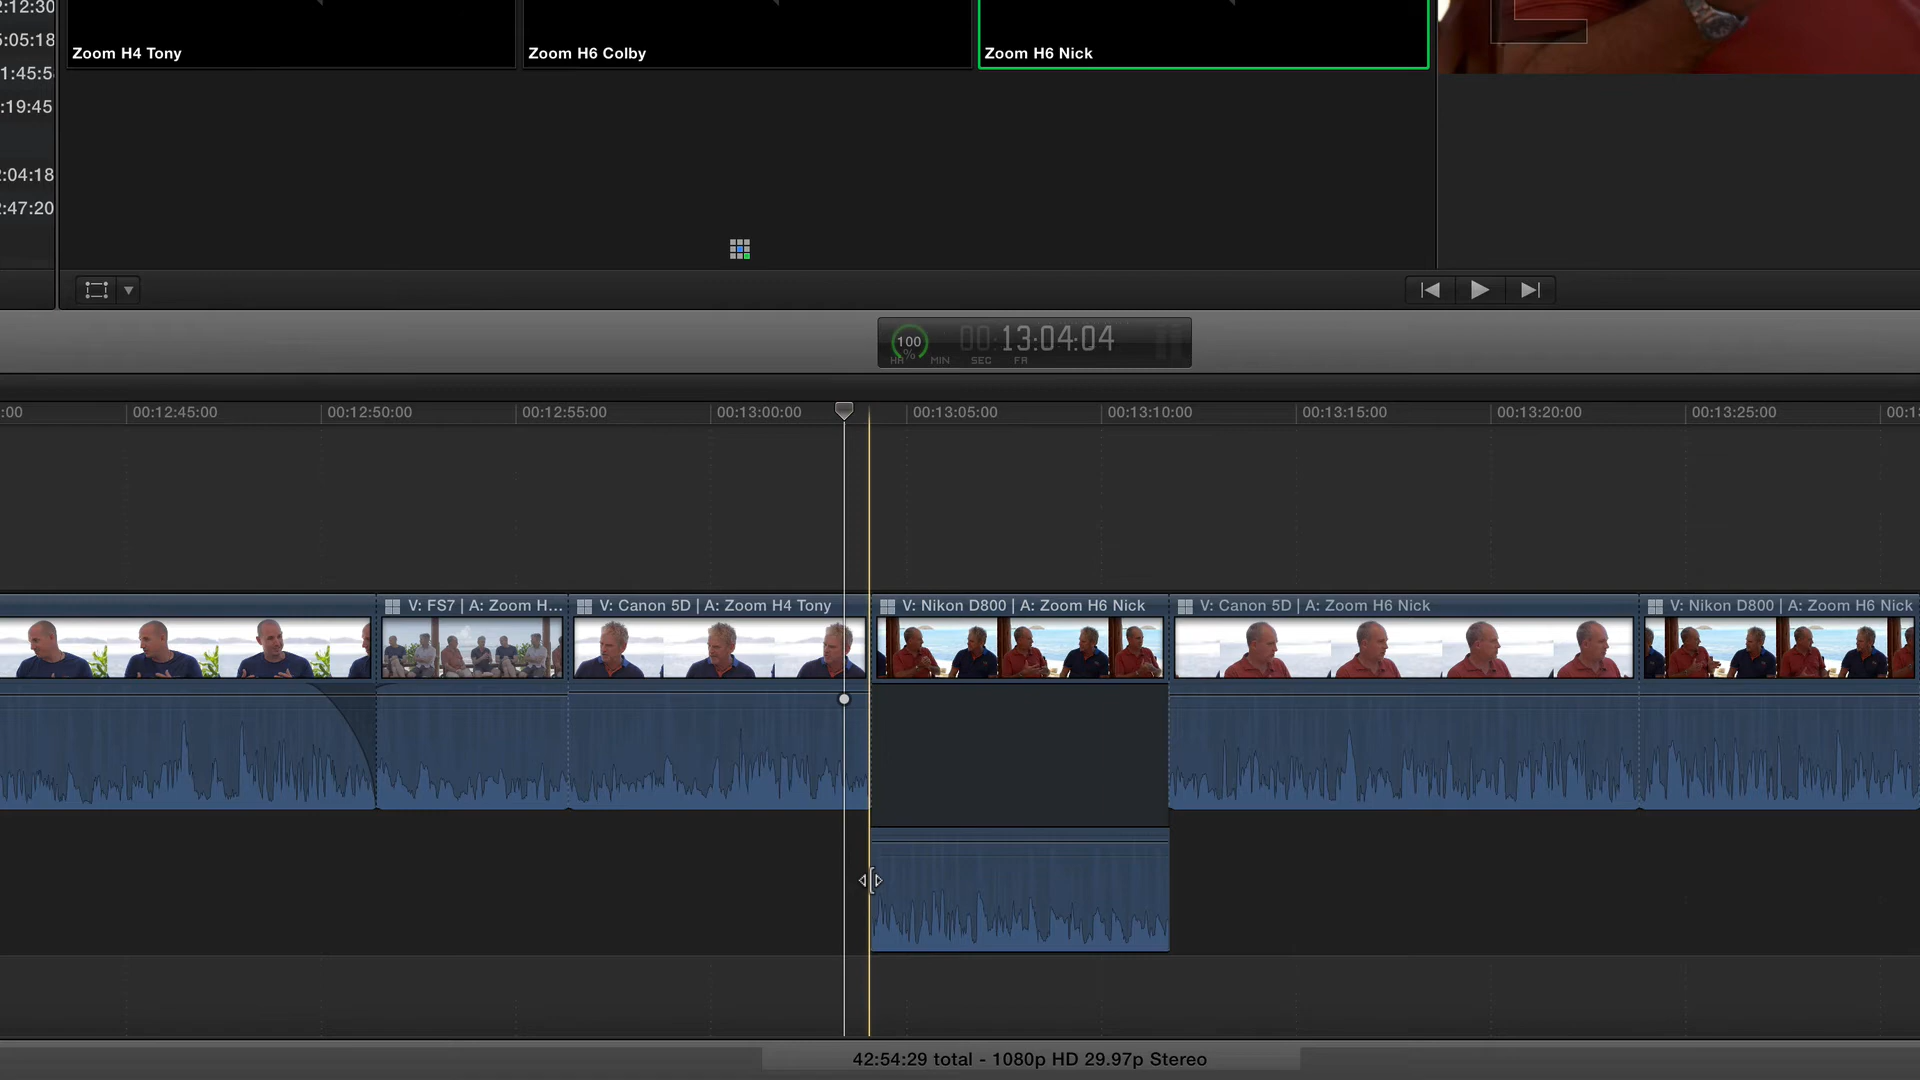 :12:30
:05:18
1:45:5
:19:45
:04:18
:47:20
Zoom H4 Tony
Zoom H6 Colby
Zoom H6 Nick
100
%
00:13:04:04
HR MIN SEC FR
:00
00:12:45:00
00:12:50:00
00:12:55:00
00:13:00:00
00:13:05:00
00:13:10:00
00:13:15:00
00:13:20:00
00:13:25:00
00:1
V: FS7 | A: Zoom H...
V: Canon 5D | A: Zoom H4 Tony
V: Nikon D800 | A: Zoom H6 Nick
V: Canon 5D | A: Zoom H6 Nick
V: Nikon D800 | A: Zoom H6 Nick
42:54:29 total - 1080p HD 29.97p Stereo